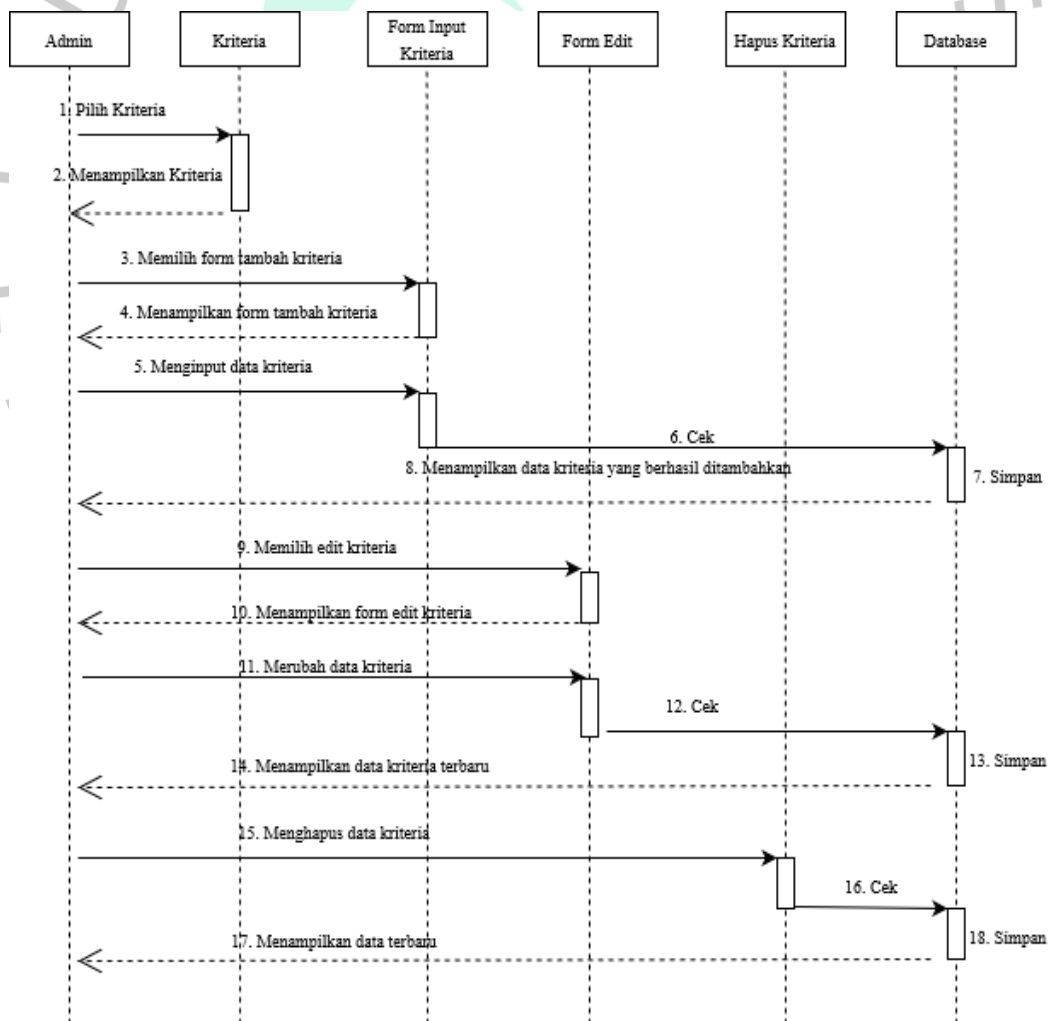 Admin
Kriteria
Form Input
Kriteria
Form Edit
Hapus Kriteria
Database
1. Pilih Kriteria
2. Menampilkan Kriteria
3. Memilih form tambah kriteria
4. Menampilkan form tambah kriteria
5. Menginput data kriteria
6. Cek
8. Menampilkan data kriteria yang berhasil ditambahkan
7. Simpan
9. Memilih edit kriteria
10. Menampilkan form edit kriteria
11. Merubah data kriteria
12. Cek
13. Simpan
14. Menampilkan data kriteria terbaru
15. Menghapus data kriteria
16. Cek
18. Simpan
17. Menampilkan data terbaru